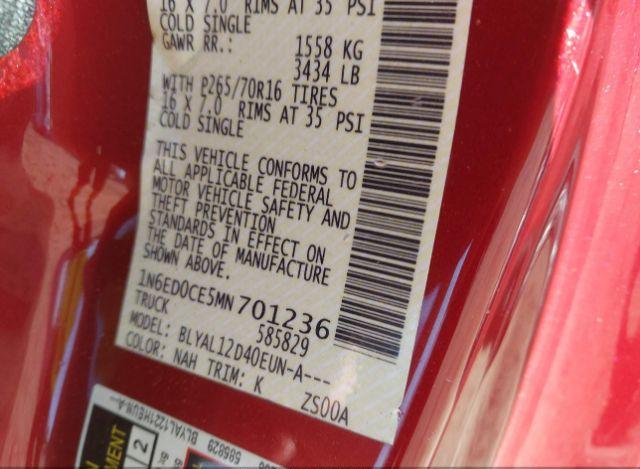 16 X 7.0 RIMS AT 35 PSI
COLD SINGLE
GAWR RR.: 1558 KG
3434 LB
WITH P265/70R16 TIRES
16 X 7.0 RIMS AT 35 PSI
COLD SINGLE
THIS VEHICLE CONFORMS TO
ALL APPLICABLE FEDERAL
MOTOR VEHICLE SAFETY AND
THEFT PREVENTION
STANDARDS IN EFFECT ON
THE DATE OF MANUFACTURE
SHOWN ABOVE.
1N6ED0CE5MN701236
TRUCK 585829
MODEL: BLYAL12D40EUN-A---
COLOR: NAH TRIM: K ZS00A
585829
2